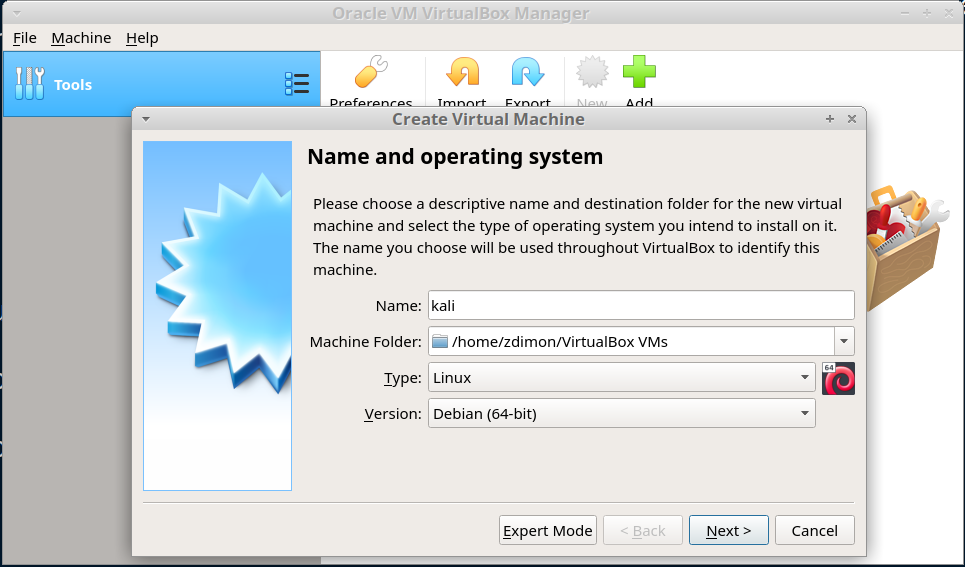 Oracle VM VirtualBox Manager
File Machine Help
Tools
Preferences Import Export New Add
Create Virtual Machine
Name and operating system
Please choose a descriptive name and destination folder for the new virtual
machine and select the type of operating system you intend to install on it.
The name you choose will be used throughout VirtualBox to identify this
machine.
Name: kali
Machine Folder: /home/zdimon/VirtualBox VMs
Type: Linux
64
Version: Debian (64-bit)
Expert Mode < Back Next > Cancel